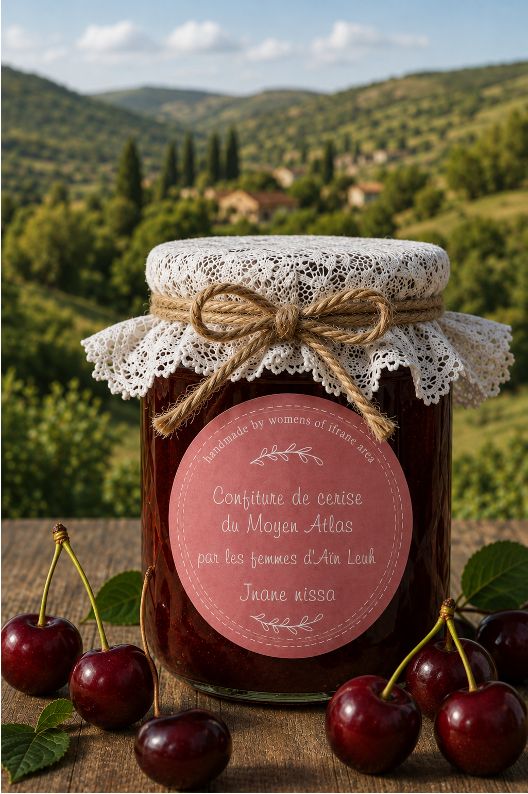 handmade by womens of ifrane area
Confiture de cerise
du Moyen Atlas
par les femmes d'Ain Leuh
Jnane nissa